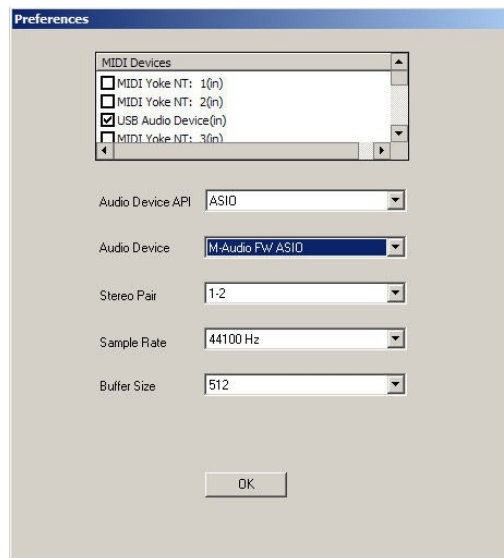 Preferences
MIDI Devices
MIDI Yoke NT:  1(in)
MIDI Yoke NT:  2(in)
USB Audio Device(in)
MIDI Yoke NT:  3(in)
Audio Device API ASIO
Audio Device M-Audio FW ASIO
Stereo Pair 1-2
Sample Rate 44100 Hz
Buffer Size 512
OK